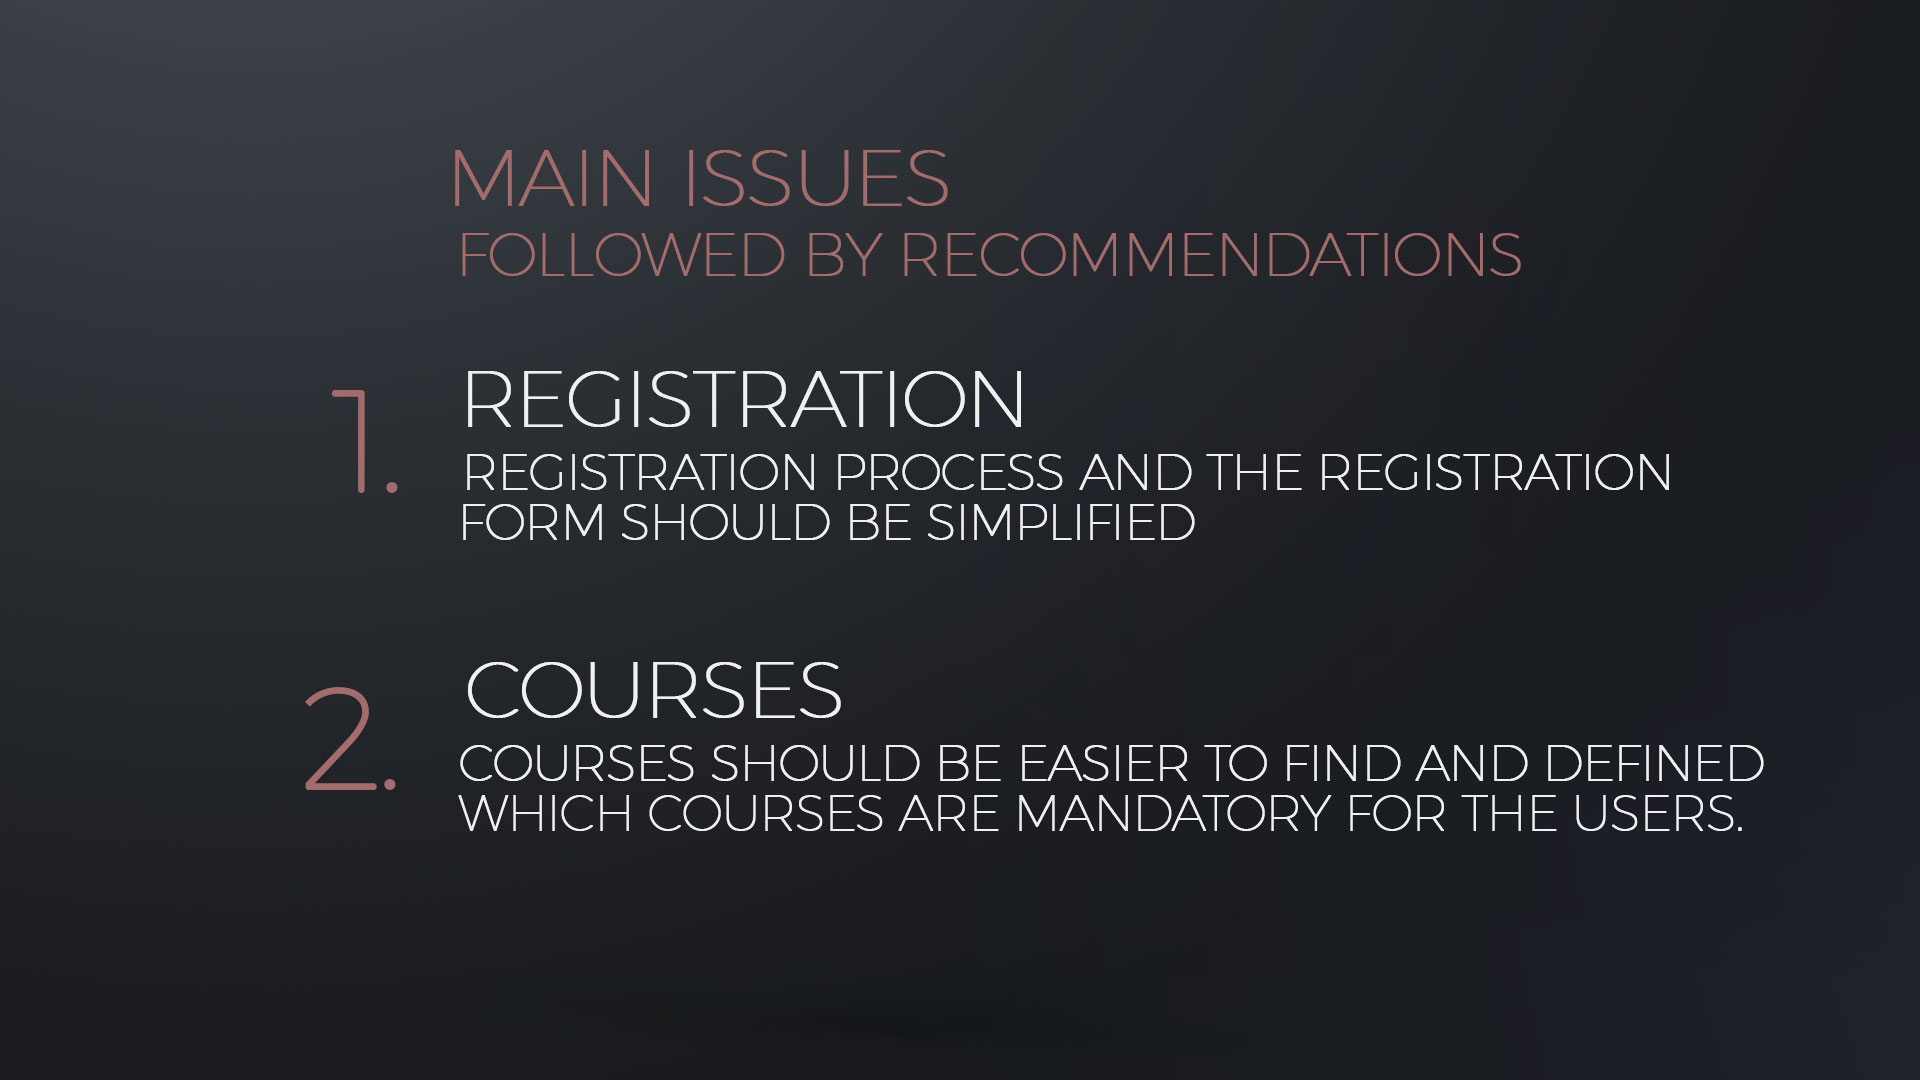 MAIN ISSUES
FOLLOWED BY RECOMMENDATIONS
1.
REGISTRATION
REGISTRATION PROCESS AND THE REGISTRATION
FORM SHOULD BE SIMPLIFIED
2.
COURSES
COURSES SHOULD BE EASIER TO FIND AND DEFINED
WHICH COURSES ARE MANDATORY FOR THE USERS.